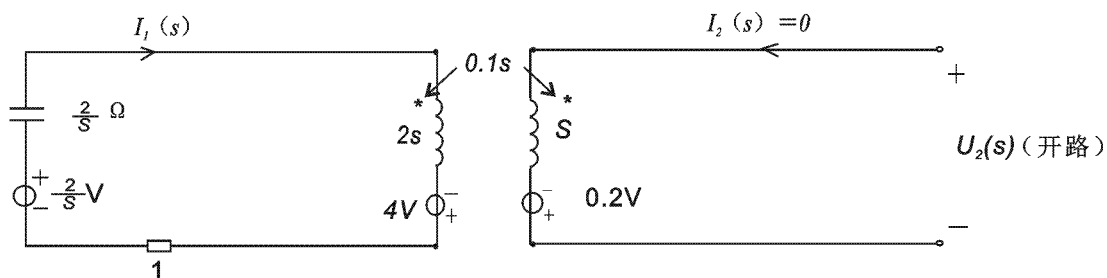 I₁ (s)
I₂ (s) =0
0.1s
+
* *
2/S Ω
2s
S
U₂(s)（开路）
+
2/S V
−
4V
−
+
−
+
0.2V
−
1